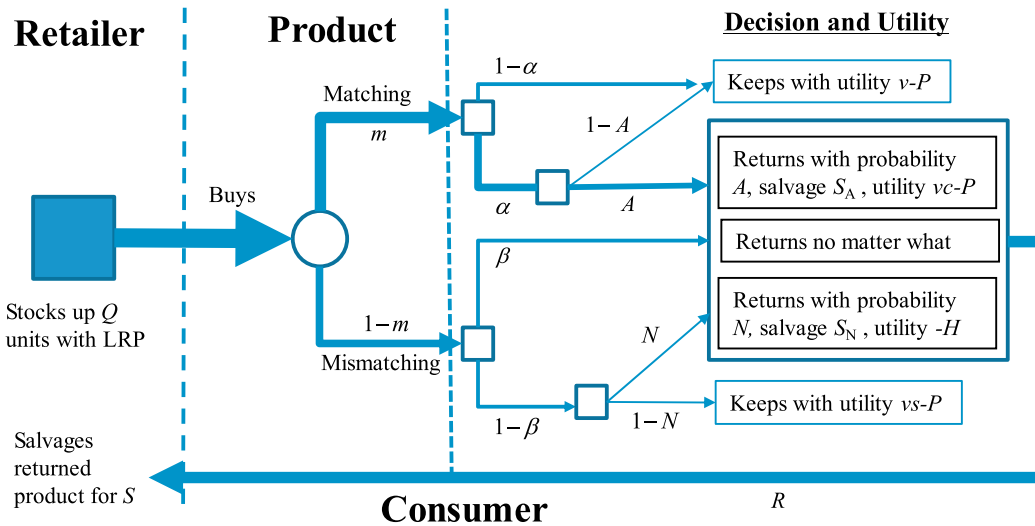 Retailer
Product
Decision and Utility
1−α
Keeps with utility v-P
Matching
m
1−A
Returns with probability
A, salvage S_A , utility vc-P
α
A
Buys
β
Returns no matter what
Stocks up Q
units with LRP
1−m
Mismatching
N
Returns with probability
N, salvage S_N , utility -H
1−β
1−N
Keeps with utility vs-P
Salvages
returned
product for S
Consumer
R